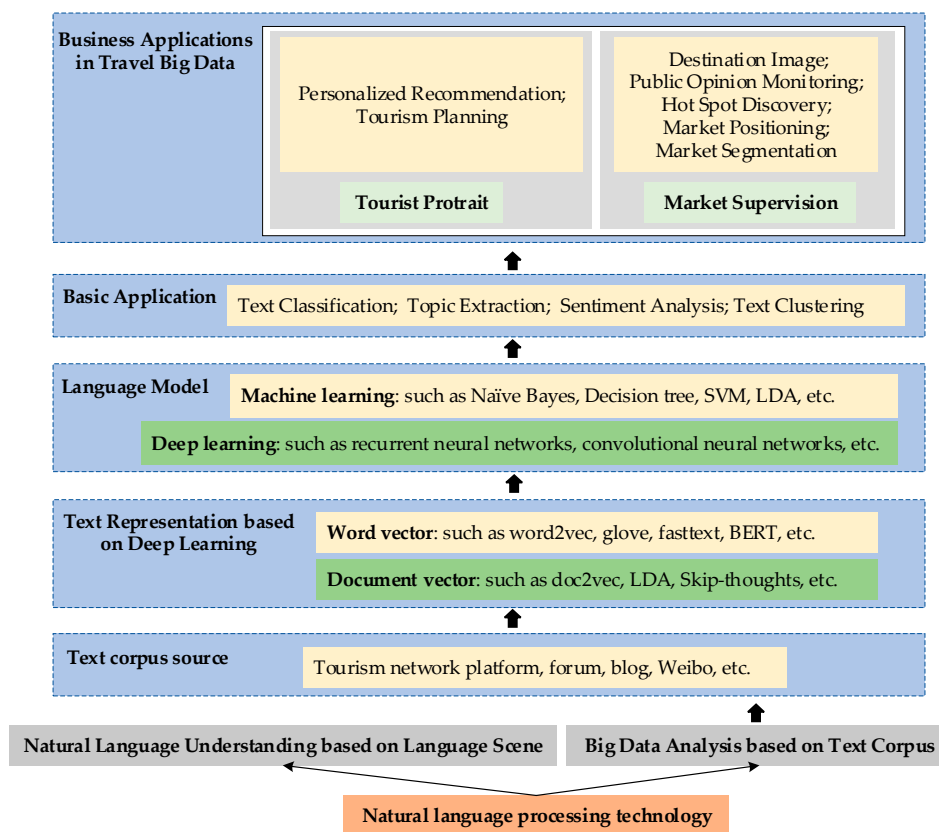 Business Applications
in Travel Big Data
Personalized Recommendation;
Tourism Planning
Tourist Protrait
Destination Image;
Public Opinion Monitoring;
Hot Spot Discovery;
Market Positioning;
Market Segmentation
Market Supervision
Basic Application
Text Classification; Topic Extraction; Sentiment Analysis; Text Clustering
Language Model
Machine learning: such as Naïve Bayes, Decision tree, SVM, LDA, etc.
Deep learning: such as recurrent neural networks, convolutional neural networks, etc.
Text Representation based
on Deep Learning
Word vector: such as word2vec, glove, fasttext, BERT, etc.
Document vector: such as doc2vec, LDA, Skip-thoughts, etc.
Text corpus source
Tourism network platform, forum, blog, Weibo, etc.
Natural Language Understanding based on Language Scene
Big Data Analysis based on Text Corpus
Natural language processing technology